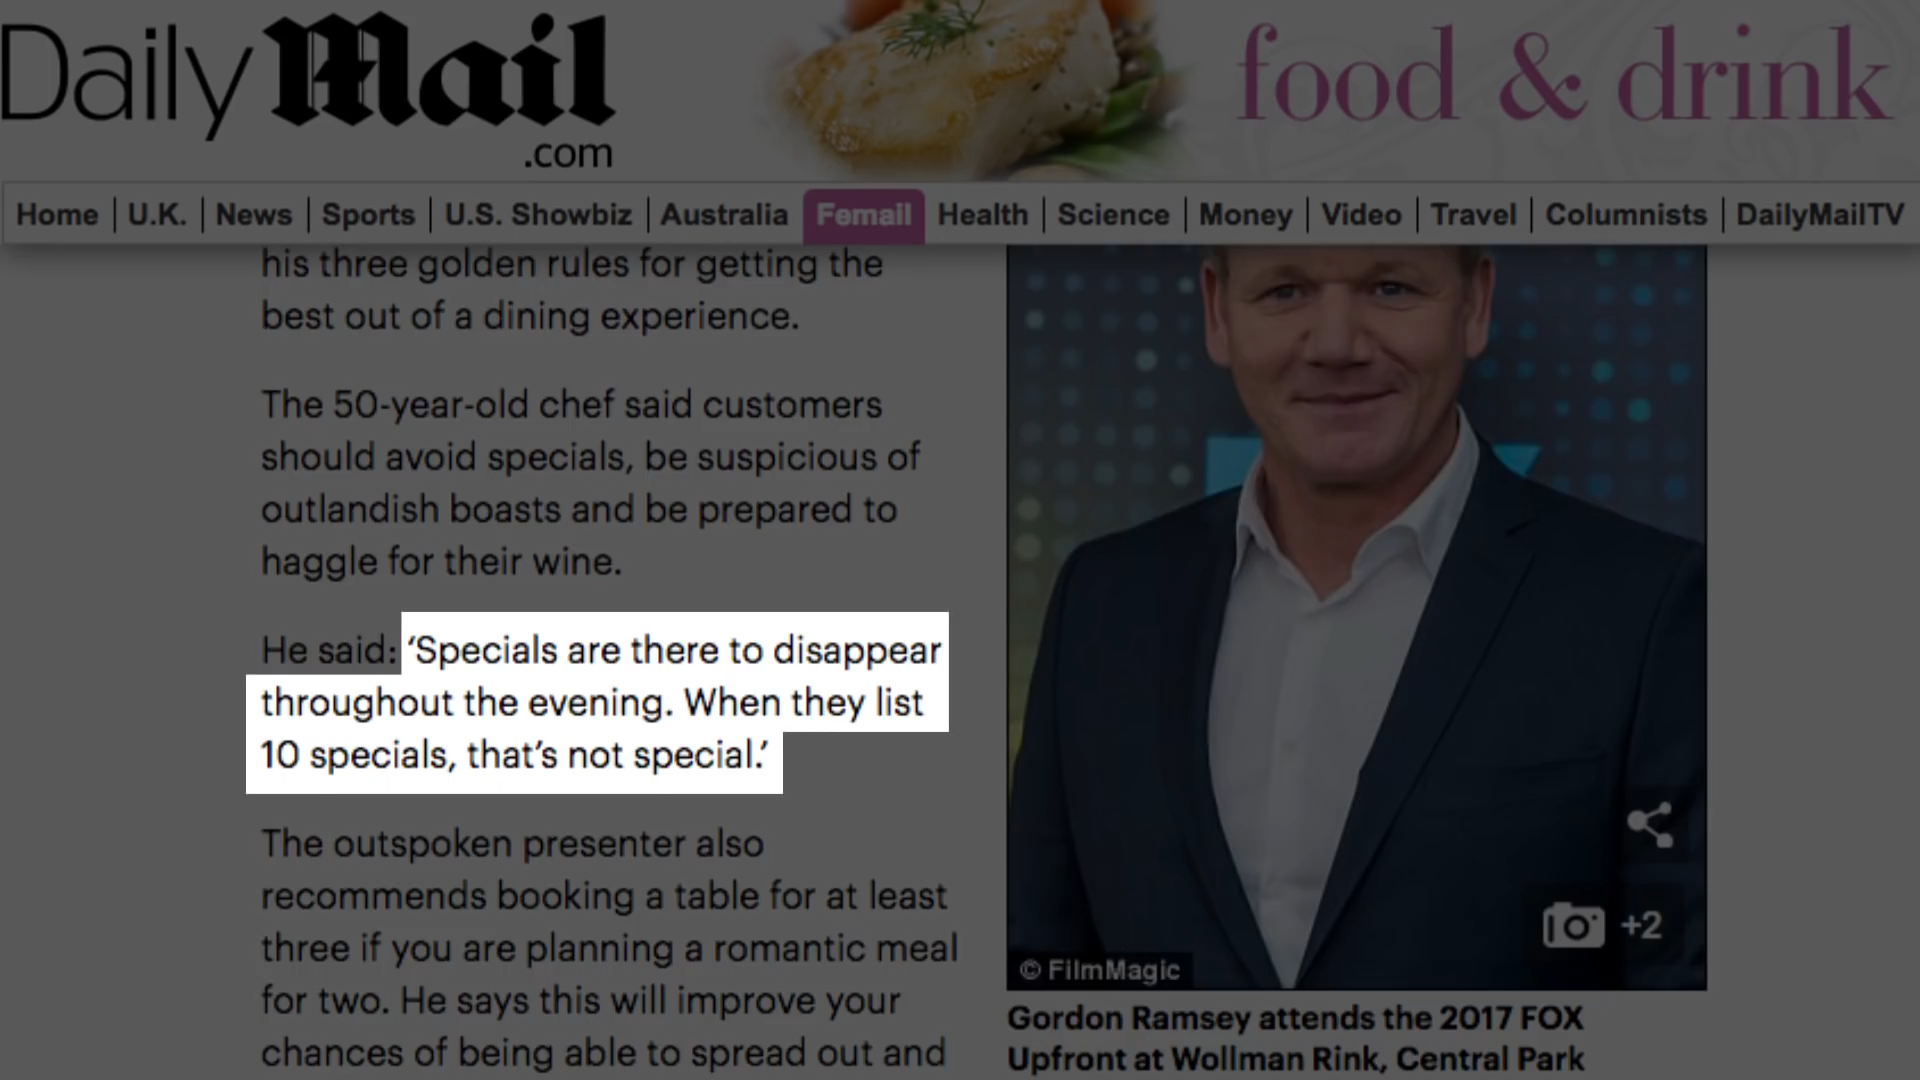 Daily Mail
.com
food & drink
Home
U.K.
News
Sports
U.S. Showbiz
Australia
Femail
Health
Science
Money
Video
Travel
Columnists
DailyMailTV
his three golden rules for getting the
best out of a dining experience.
The 50-year-old chef said customers
should avoid specials, be suspicious of
outlandish boasts and be prepared to
haggle for their wine.
He said: ‘Specials are there to disappear
throughout the evening. When they list
10 specials, that’s not special.’
The outspoken presenter also
recommends booking a table for at least
three if you are planning a romantic meal
for two. He says this will improve your
chances of being able to spread out and
+2
© FilmMagic
Gordon Ramsey attends the 2017 FOX
Upfront at Wollman Rink, Central Park